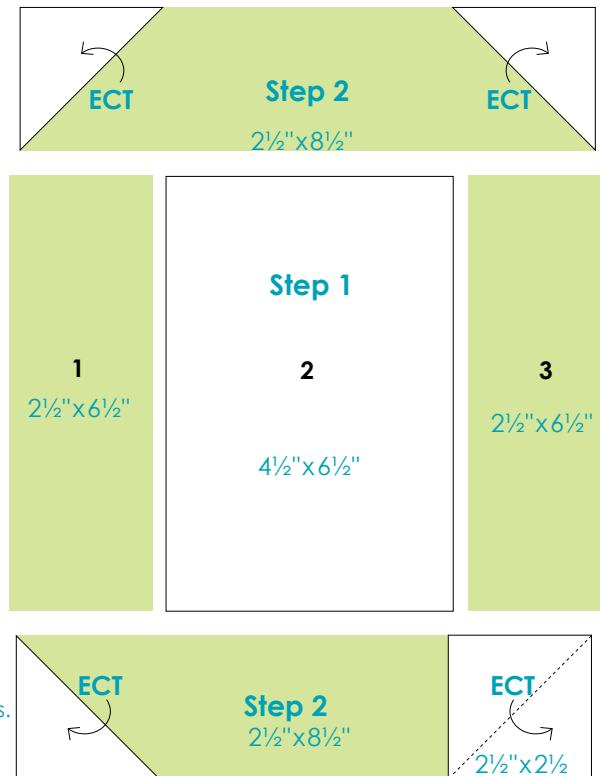 ECT
Step 2
ECT
2½"x8½"
Step 1
1
2
3
2½"x6½"
2½"x6½"
4½"x6½"
s.
ECT
Step 2
ECT
2½"x8½"
2½"x2½